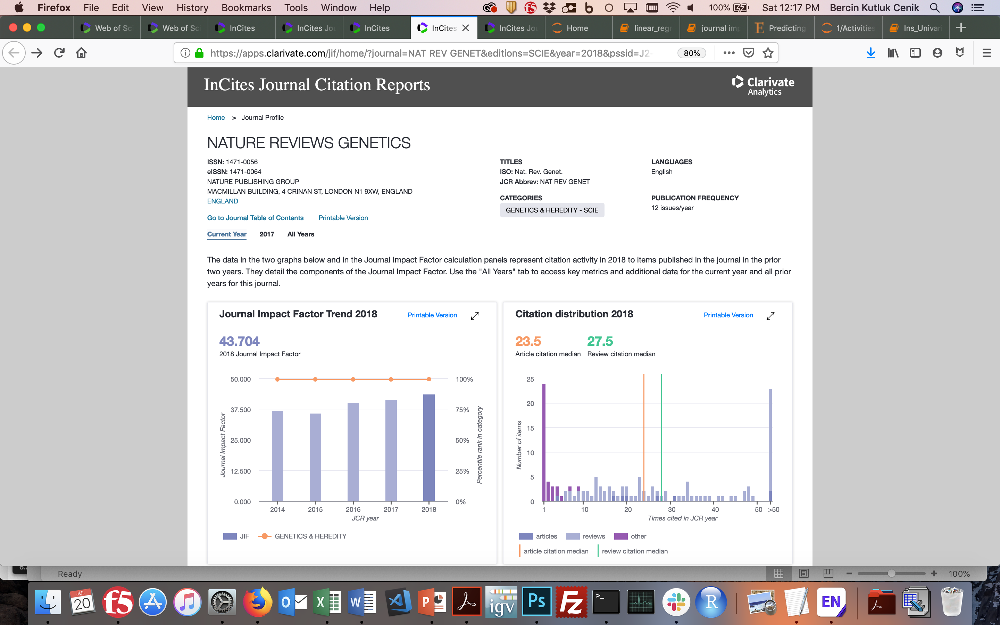 Firefox File Edit View History Bookmarks Tools Window Help 100% Sat 12:17 PM Bercin Kutluk Cenik
Web of Sc Web of Sc InCites InCites Jou InCites InCites InCites Jou Home linear_regr journal imp Predicting 1/Activities Ins_Univari
https://apps.clarivate.com/jif/home/?journal=NAT REV GENET&editions=SCIE&year=2018&pssid=J2- 80%
InCites Journal Citation Reports
Clarivate
Analytics
Home > Journal Profile
NATURE REVIEWS GENETICS
ISSN: 1471-0056
eISSN: 1471-0064
NATURE PUBLISHING GROUP
MACMILLAN BUILDING, 4 CRINAN ST, LONDON N1 9XW, ENGLAND
ENGLAND
Go to Journal Table of Contents Printable Version
TITLES
ISO: Nat. Rev. Genet.
JCR Abbrev: NAT REV GENET
CATEGORIES
GENETICS & HEREDITY - SCIE
LANGUAGES
English
PUBLICATION FREQUENCY
12 issues/year
Current Year 2017 All Years
The data in the two graphs below and in the Journal Impact Factor calculation panels represent citation activity in 2018 to items published in the journal in the prior
two years. They detail the components of the Journal Impact Factor. Use the "All Years" tab to access key metrics and additional data for the current year and all prior
years for this journal.
Journal Impact Factor Trend 2018 Printable Version
43.704
2018 Journal Impact Factor
50.000 100%
37.500 75%
25.000 50%
12.500 25%
0.000 0%
Journal Impact Factor
Percentile rank in category
2014 2015 2016 2017 2018
JCR year
JIF GENETICS & HEREDITY
Citation distribution 2018 Printable Version
23.5 27.5
Article citation median Review citation median
25
20
15
10
5
0
Number of items
1 10 20 30 40 50 >50
Times cited in JCR year
articles reviews other
article citation median review citation median
Ready 100%
JUL
20
f5
igv
Ps
Fz
R
EN